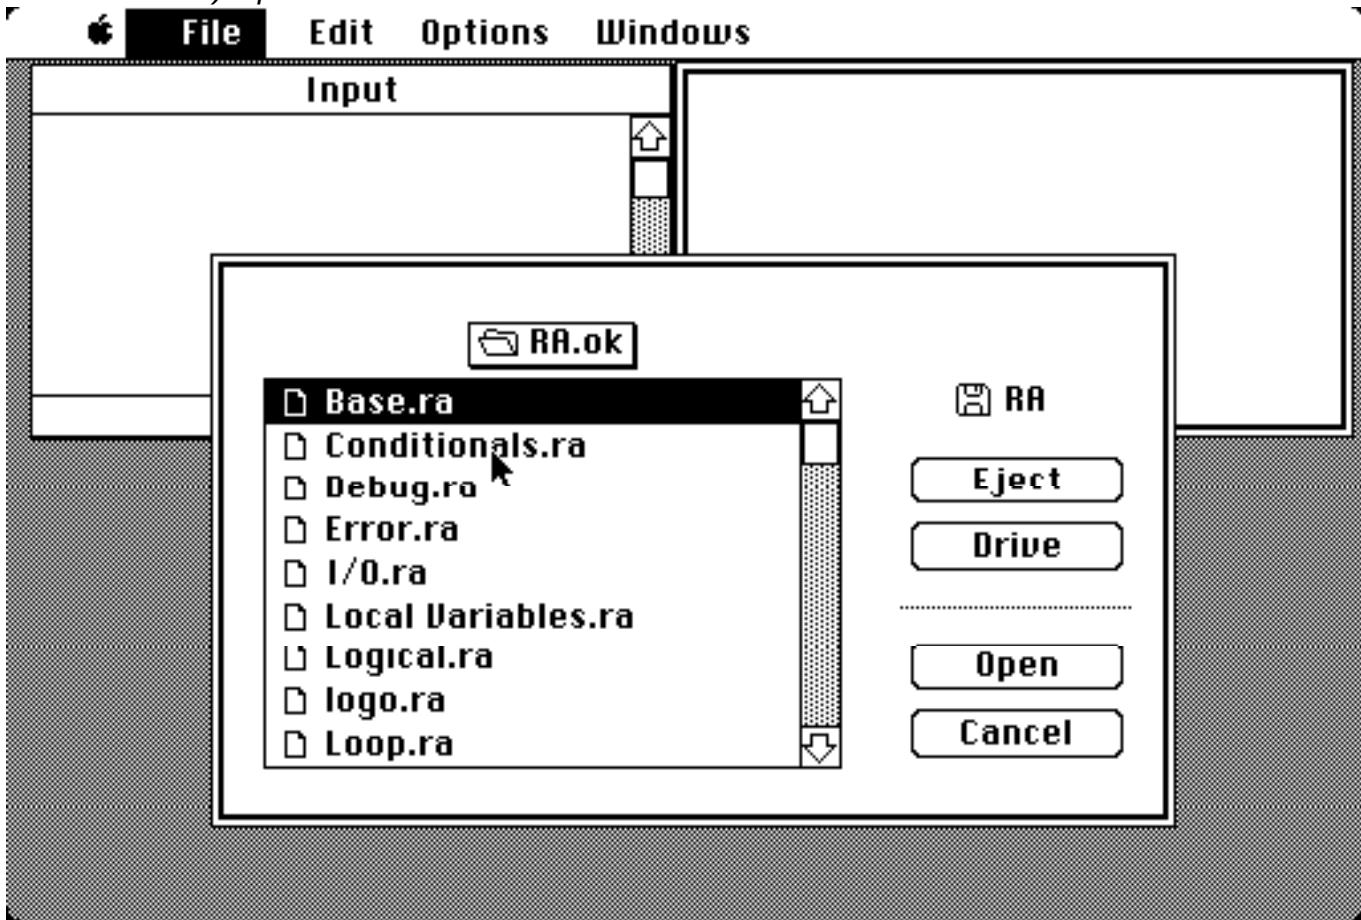 File Edit Options Windows
Input
RA.ok
Base.ra
Conditionals.ra
Debug.ra
Error.ra
I/O.ra
Local Variables.ra
Logical.ra
logo.ra
Loop.ra
RA
Eject
Drive
Open
Cancel